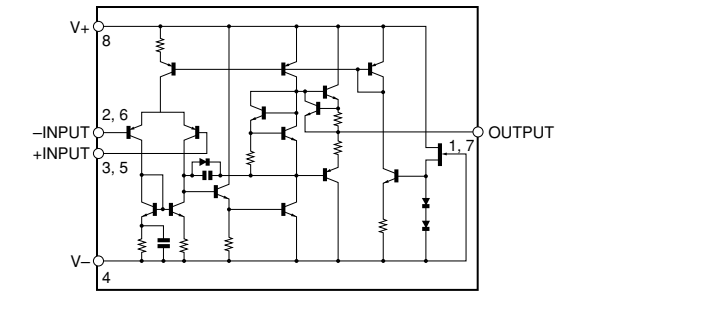 V+
8
2, 6
–INPUT
+INPUT
3, 5
OUTPUT
1, 7
V–
4